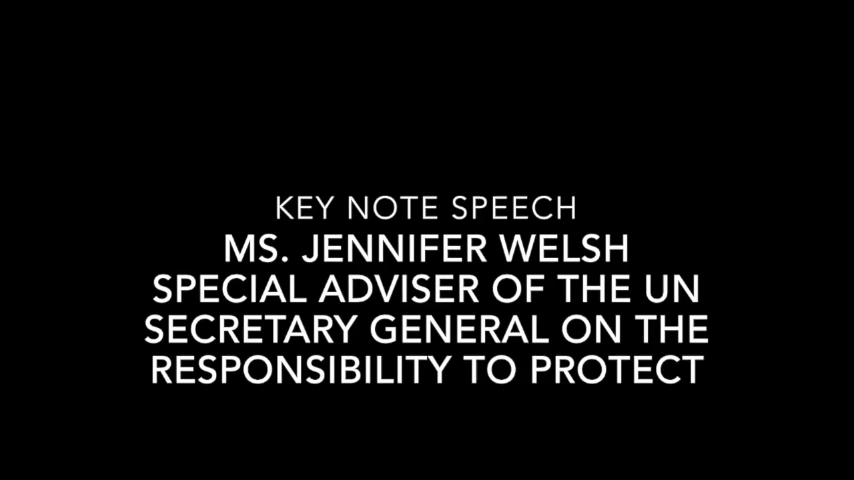 KEY NOTE SPEECH
MS. JENNIFER WELSH
SPECIAL ADVISER OF THE UN
SECRETARY GENERAL ON THE
RESPONSIBILITY TO PROTECT